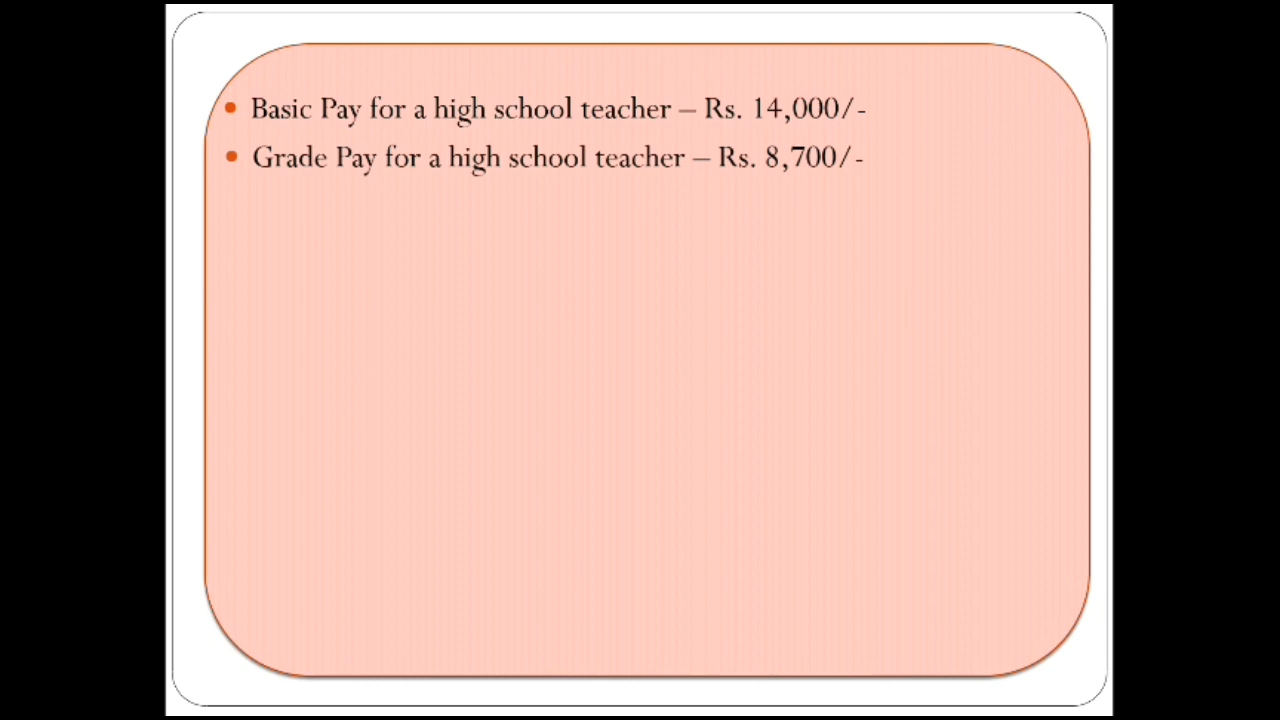 • Basic Pay for a high school teacher – Rs. 14,000/-
• Grade Pay for a high school teacher – Rs. 8,700/-